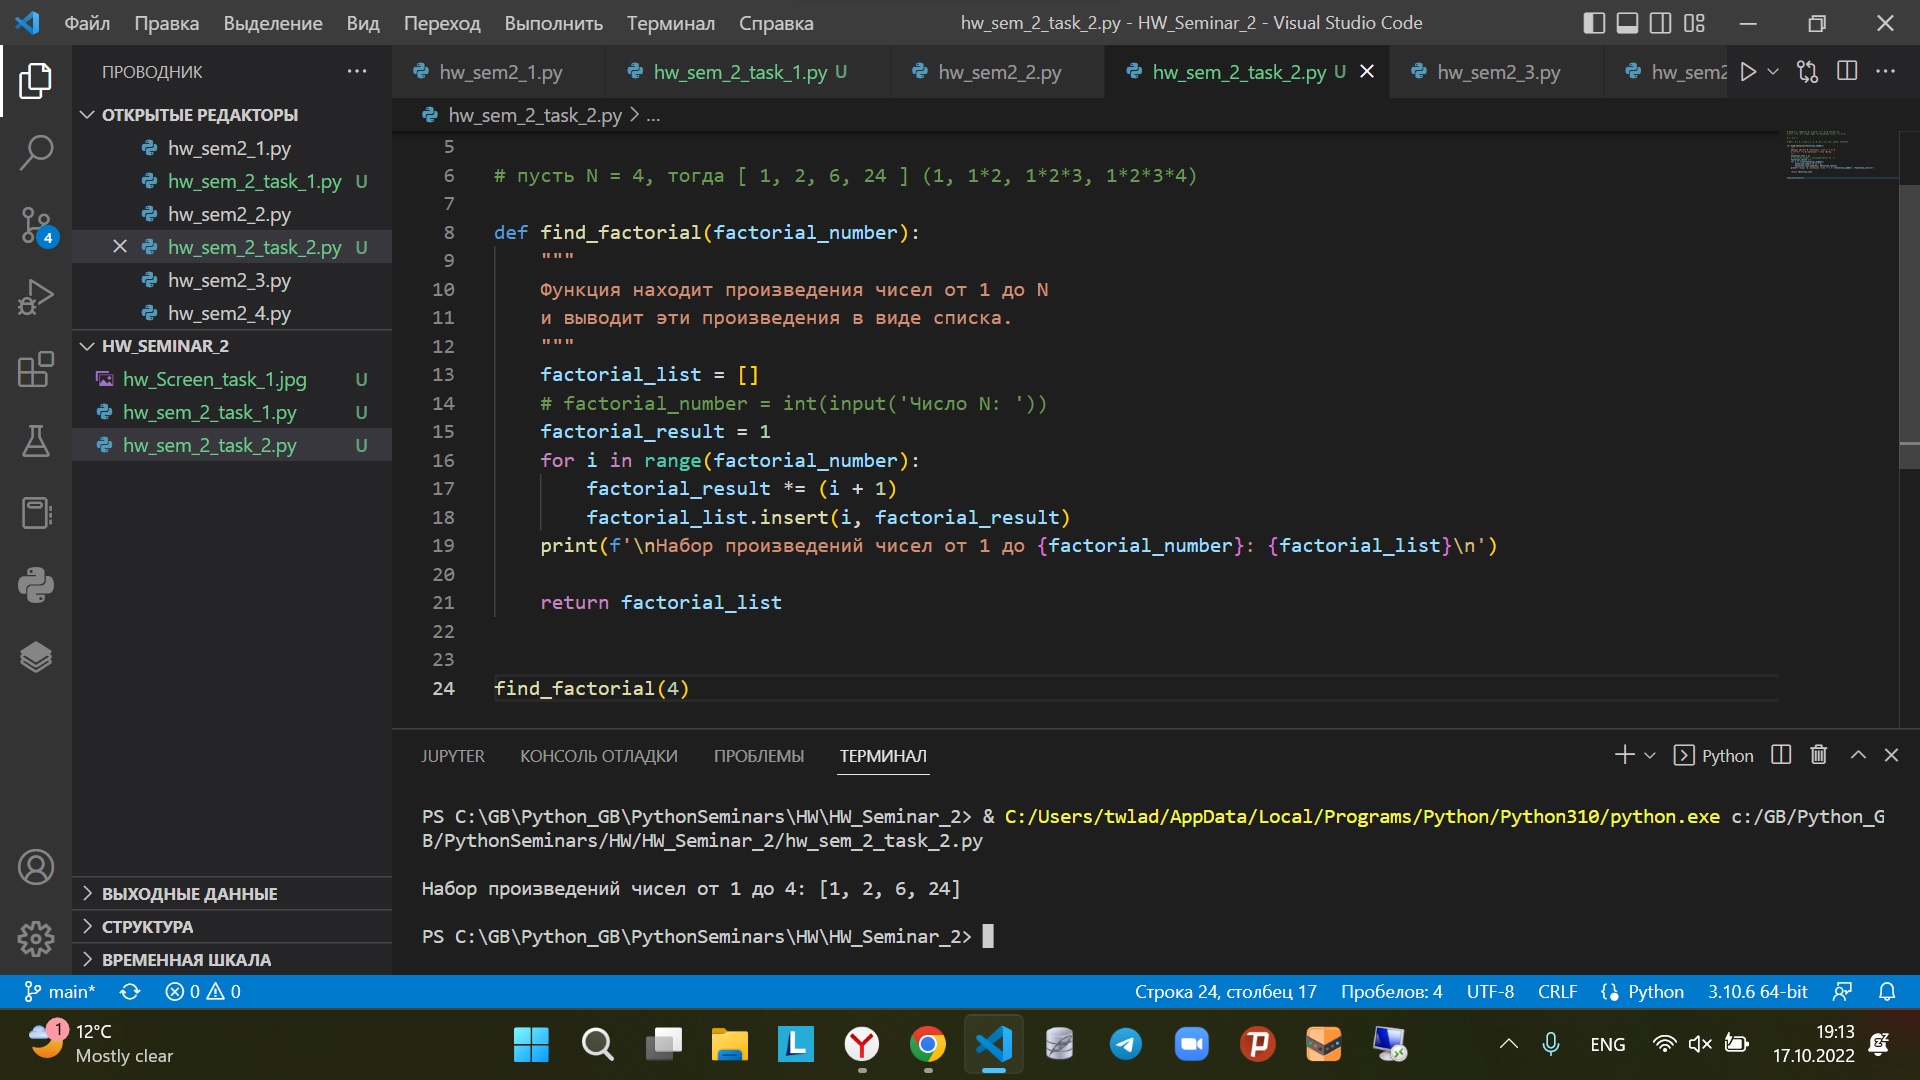 Файл Правка Выделение Вид Переход Выполнить Терминал Справка
hw_sem_2_task_2.py - HW_Seminar_2 - Visual Studio Code
ПРОВОДНИК
ОТКРЫТЫЕ РЕДАКТОРЫ
hw_sem2_1.py
hw_sem_2_task_1.py U
hw_sem2_2.py
hw_sem_2_task_2.py U
hw_sem2_3.py
hw_sem2_4.py
HW_SEMINAR_2
hw_Screen_task_1.jpg U
hw_sem_2_task_1.py U
hw_sem_2_task_2.py U
4
ВЫХОДНЫЕ ДАННЫЕ
СТРУКТУРА
ВРЕМЕННАЯ ШКАЛА
hw_sem2_1.py hw_sem_2_task_1.py U hw_sem2_2.py hw_sem_2_task_2.py U hw_sem2_3.py hw_sem2
hw_sem_2_task_2.py > ...
5
6 # пусть N = 4, тогда [ 1, 2, 6, 24 ] (1, 1*2, 1*2*3, 1*2*3*4)
7
8 def find_factorial(factorial_number):
9 """
10 Функция находит произведения чисел от 1 до N
11 и выводит эти произведения в виде списка.
12 """
13 factorial_list = []
14 # factorial_number = int(input('Число N: '))
15 factorial_result = 1
16 for i in range(factorial_number):
17 factorial_result *= (i + 1)
18 factorial_list.insert(i, factorial_result)
19 print(f'\nНабор произведений чисел от 1 до {factorial_number}: {factorial_list}\n')
20
21 return factorial_list
22
23
24 find_factorial(4)
JUPYTER КОНСОЛЬ ОТЛАДКИ ПРОБЛЕМЫ ТЕРМИНАЛ
Python
PS C:\GB\Python_GB\PythonSeminars\HW\HW_Seminar_2> & C:/Users/twlad/AppData/Local/Programs/Python/Python310/python.exe c:/GB/Python_G
B/PythonSeminars/HW/HW_Seminar_2/hw_sem_2_task_2.py
Набор произведений чисел от 1 до 4: [1, 2, 6, 24]
PS C:\GB\Python_GB\PythonSeminars\HW\HW_Seminar_2>
main* 0 0
Строка 24, столбец 17 Пробелов: 4 UTF-8 CRLF Python 3.10.6 64-bit
1 12°C
Mostly clear
L
ENG
19:13
17.10.2022